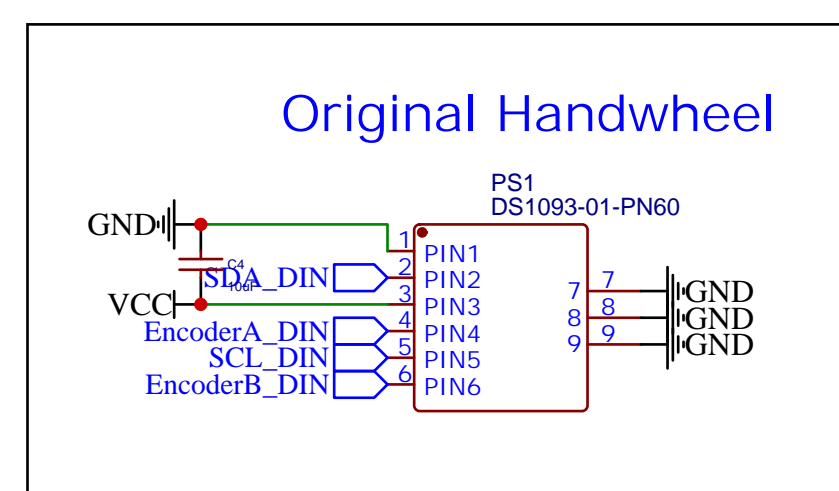 Original Handwheel
PS1
DS1093-01-PN60
GND
C4
10uF
VCC
SDA_DIN
EncoderA_DIN
SCL_DIN
EncoderB_DIN
1 PIN1
2 PIN2
3 PIN3
4 PIN4
5 PIN5
6 PIN6
7 7 GND
8 8 GND
9 9 GND